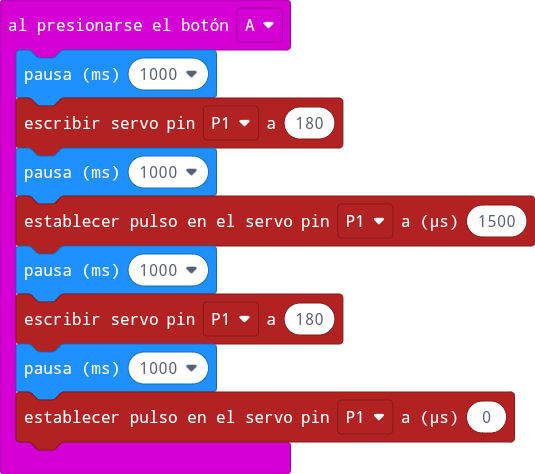 al presionarse el botón A
pausa (ms) 1000
escribir servo pin P1 a 180
pausa (ms) 1000
establecer pulso en el servo pin P1 a (μs) 1500
pausa (ms) 1000
escribir servo pin P1 a 180
pausa (ms) 1000
establecer pulso en el servo pin P1 a (μs) 0